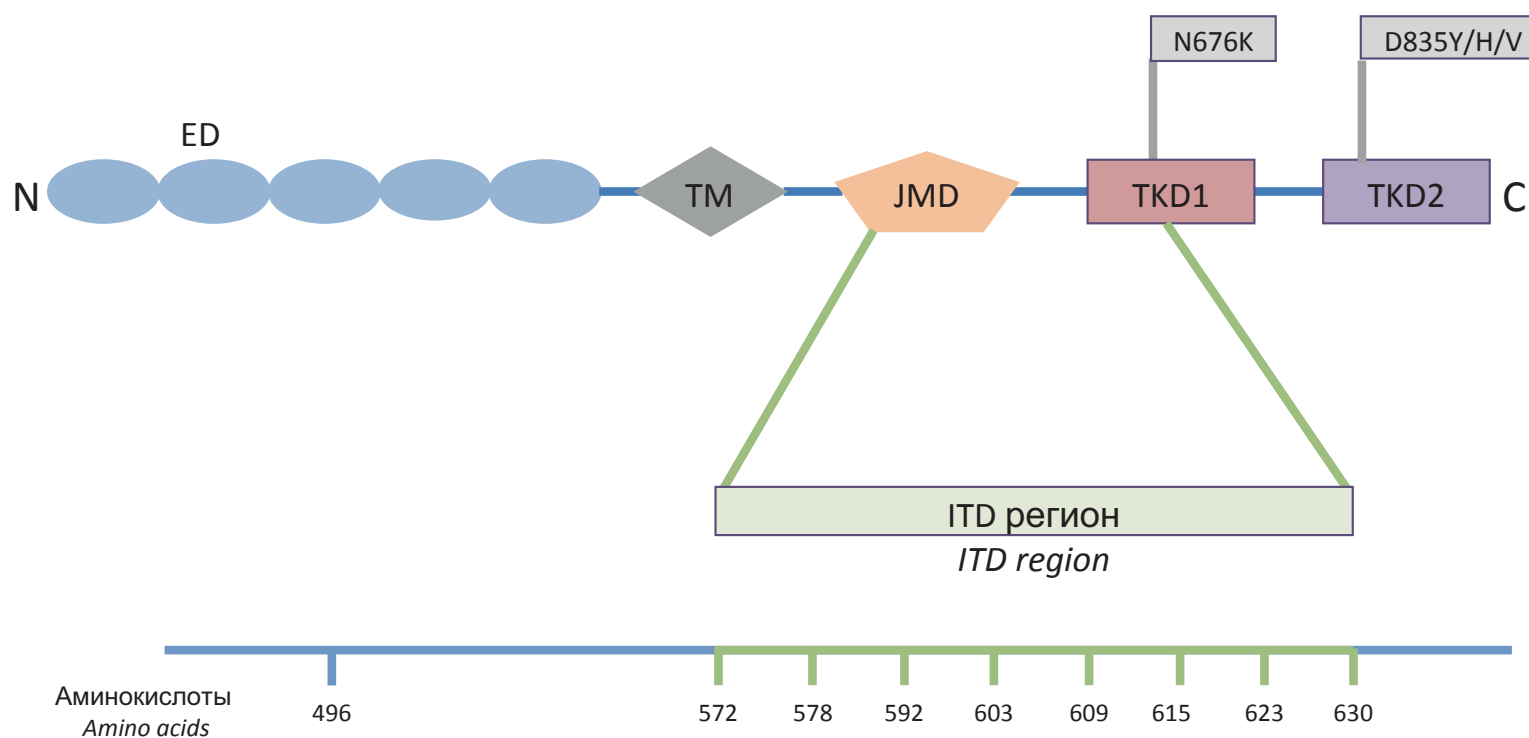 N676K
D835Y/H/V
ED
N
TM
JMD
TKD1
TKD2
C
ITD регион
ITD region
Аминокислоты
Amino acids
496
572
578
592
603
609
615
623
630